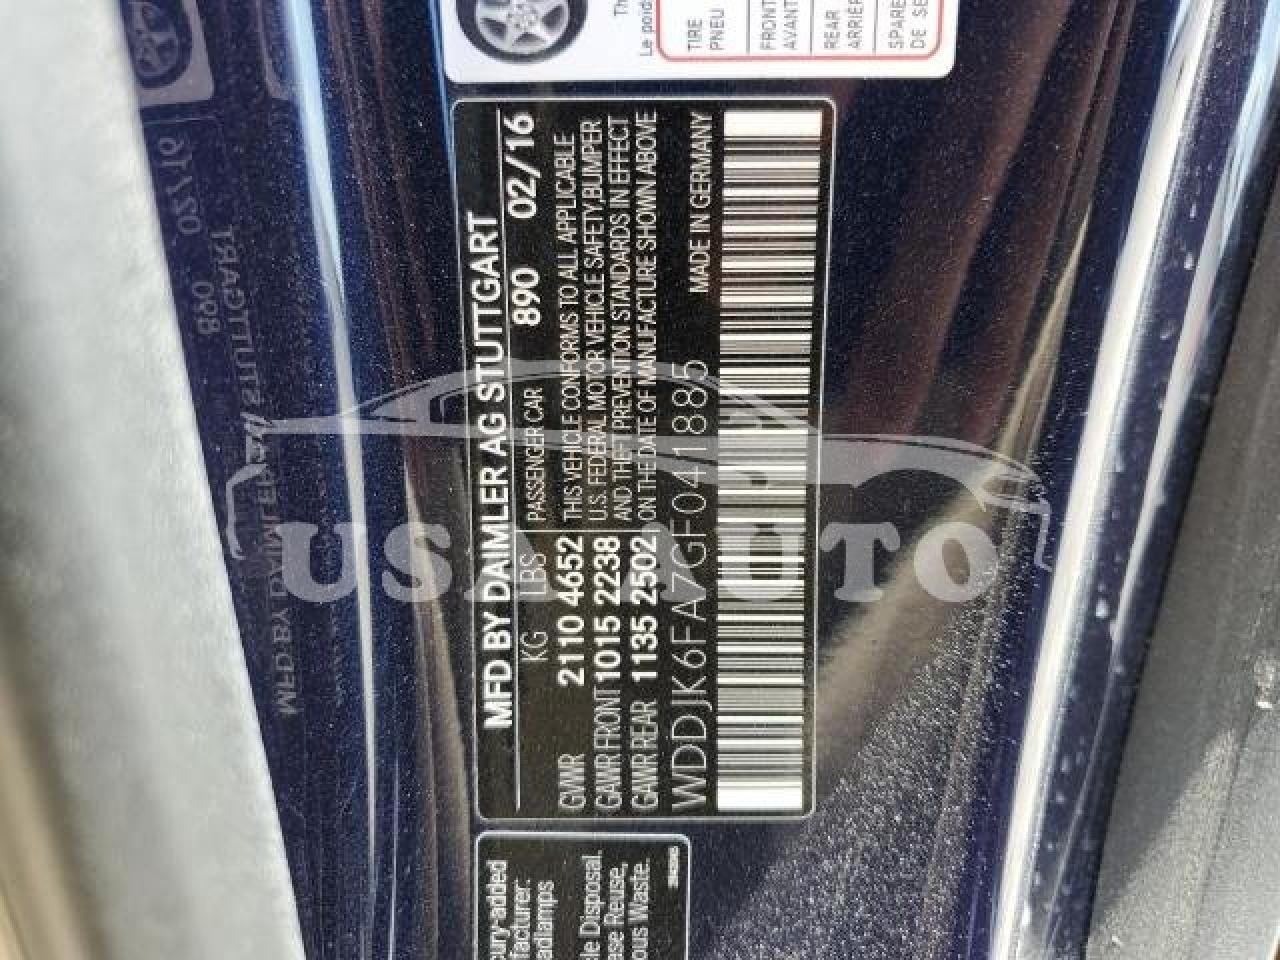 TIRE
PNEU
FRONT
AVANT
REAR
SPARE
MFD BY DAIMLER AG STUTTGART
890 02/16
KG LBS PASSENGER CAR
GVWR 2110 4652
GAWR FRONT 1015 2238
GAWR REAR 1135 2502
THIS VEHICLE CONFORMS TO ALL APPLICABLE
U.S. FEDERAL MOTOR VEHICLE SAFETY, BUMPER
AND THEFT PREVENTION STANDARDS IN EFFECT
ON THE DATE OF MANUFACTURE SHOWN ABOVE
MADE IN GERMANY
WDDJK6FA7GF041885
USA AUTO